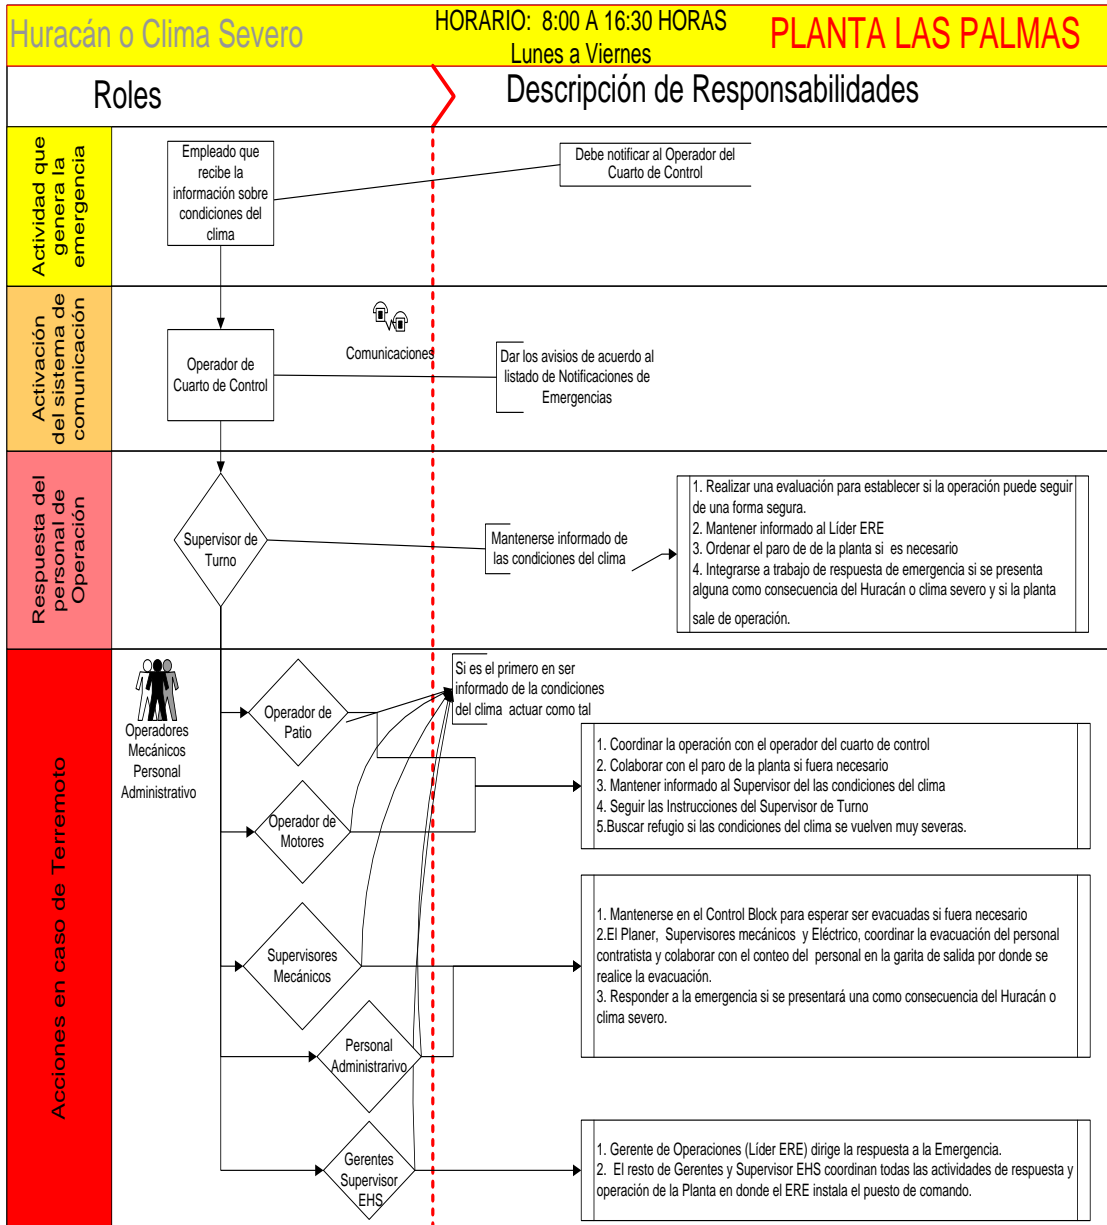 Huracán o Clima Severo
HORARIO: 8:00 A 16:30 HORAS
Lunes a Viernes
PLANTA LAS PALMAS
Roles
Descripción de Responsabilidades
Actividad que
genera la
emergencia
Empleado que
recibe la
información sobre
condiciones del
clima
Debe notificar al Operador del
Cuarto de Control
Activación
del sistema de
comunicación
Operador de
Cuarto de Control
Comunicaciones
Dar los avisios de acuerdo al
listado de Notificaciones de
Emergencias
Respuesta del
personal de
Operación
Supervisor de
Turno
Mantenerse informado de
las condiciones del clima
1. Realizar una evaluación para establecer si la operación puede seguir
de una forma segura.
2. Mantener informado al Líder ERE
3. Ordenar el paro de de la planta si es necesario
4. Integrarse a trabajo de respuesta de emergencia si se presenta
alguna como consecuencia del Huracán o clima severo y si la planta
sale de operación.
Acciones en caso de Terremoto
Operadores
Mecánicos
Personal
Administrativo
Si es el primero en ser
informado de la condiciones
del clima actuar como tal
Operador de
Patio
1. Coordinar la operación con el operador del cuarto de control
2. Colaborar con el paro de la planta si fuera necesario
3. Mantener informado al Supervisor del las condiciones del clima
4. Seguir las Instrucciones del Supervisor de Turno
5.Buscar refugio si las condiciones del clima se vuelven muy severas.
Operador de
Motores
Supervisores
Mecánicos
1. Mantenerse en el Control Block para esperar ser evacuadas si fuera necesario
2.El Planer, Supervisores mecánicos y Eléctrico, coordinar la evacuación del personal
contratista y colaborar con el conteo del personal en la garita de salida por donde se
realice la evacuación.
3. Responder a la emergencia si se presentará una como consecuencia del Huracán o
clima severo.
Personal
Administrarivo
Gerentes
Supervisor
EHS
1. Gerente de Operaciones (Líder ERE) dirige la respuesta a la Emergencia.
2. El resto de Gerentes y Supervisor EHS coordinan todas las actividades de respuesta y
operación de la Planta en donde el ERE instala el puesto de comando.